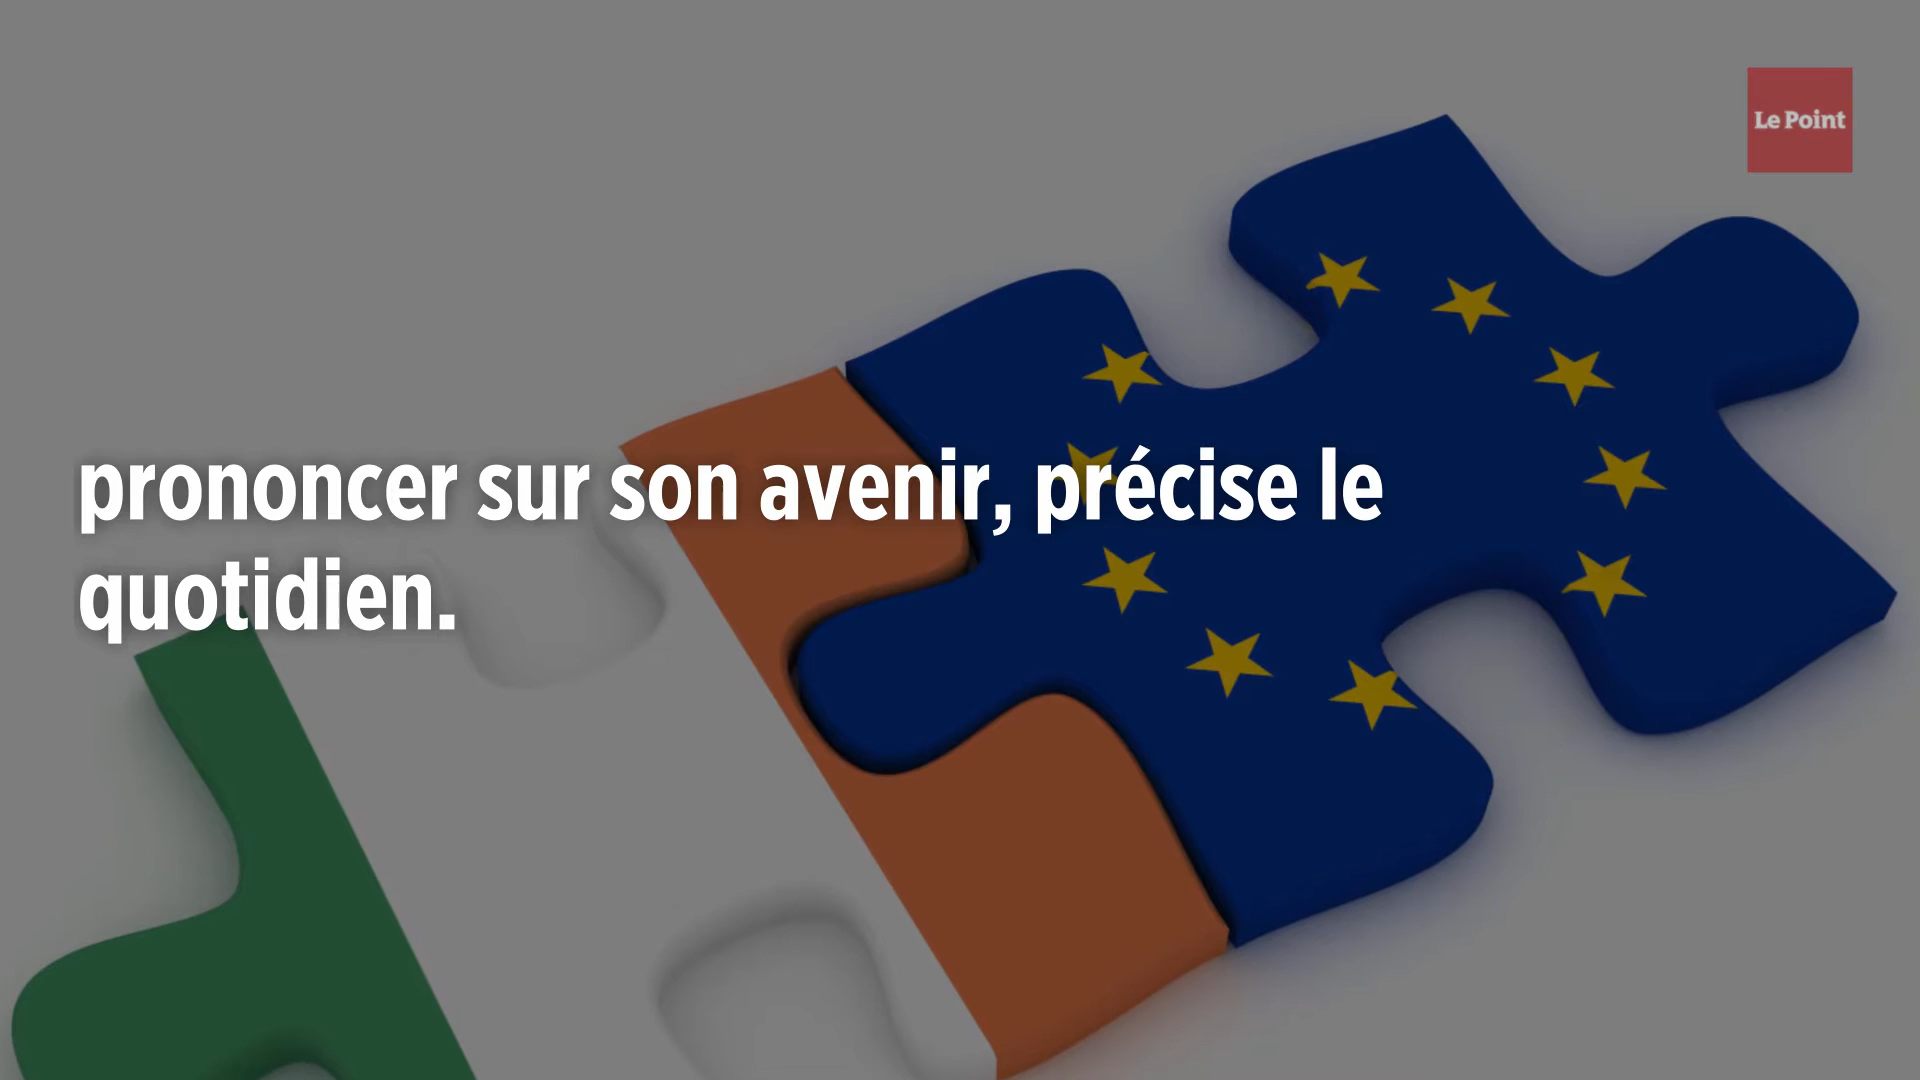 Le Point
prononcer sur son avenir, précise le
quotidien.